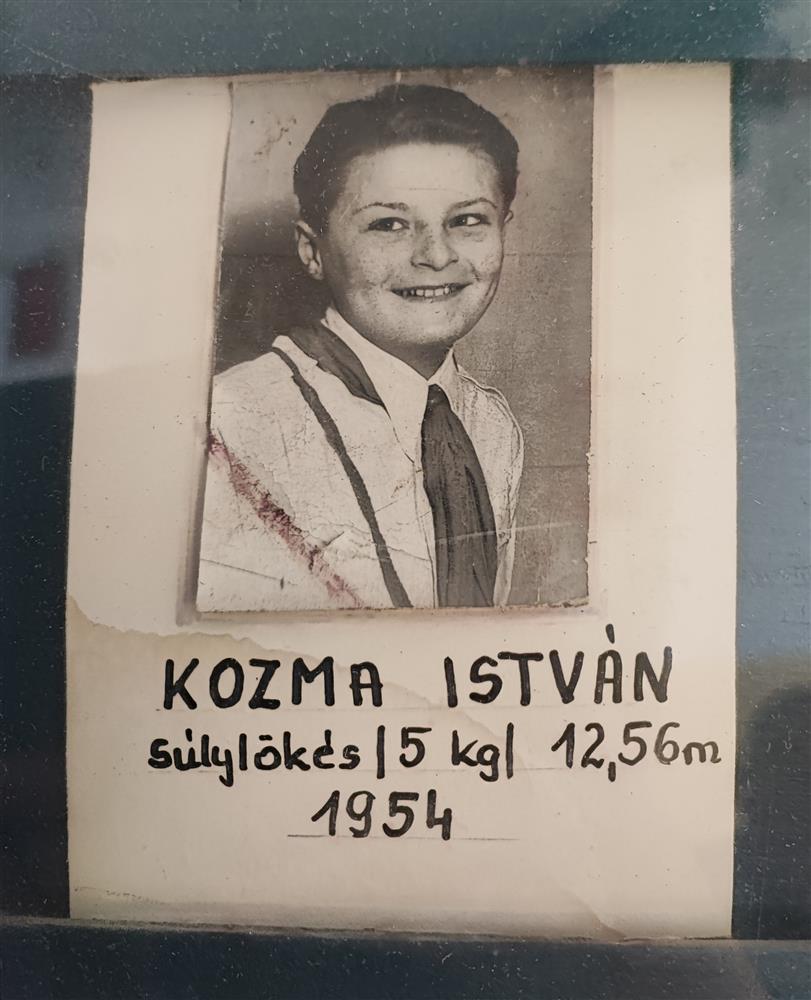 KOZMA ISTVÁN
súlylökés |5 kg| 12,56m
1954